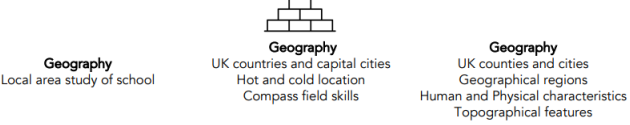 Geography
Local area study of school
Geography
UK countries and capital cities
Hot and cold location
Compass field skills
Geography
UK counties and cities
Geographical regions
Human and Physical characteristics
Topographical features